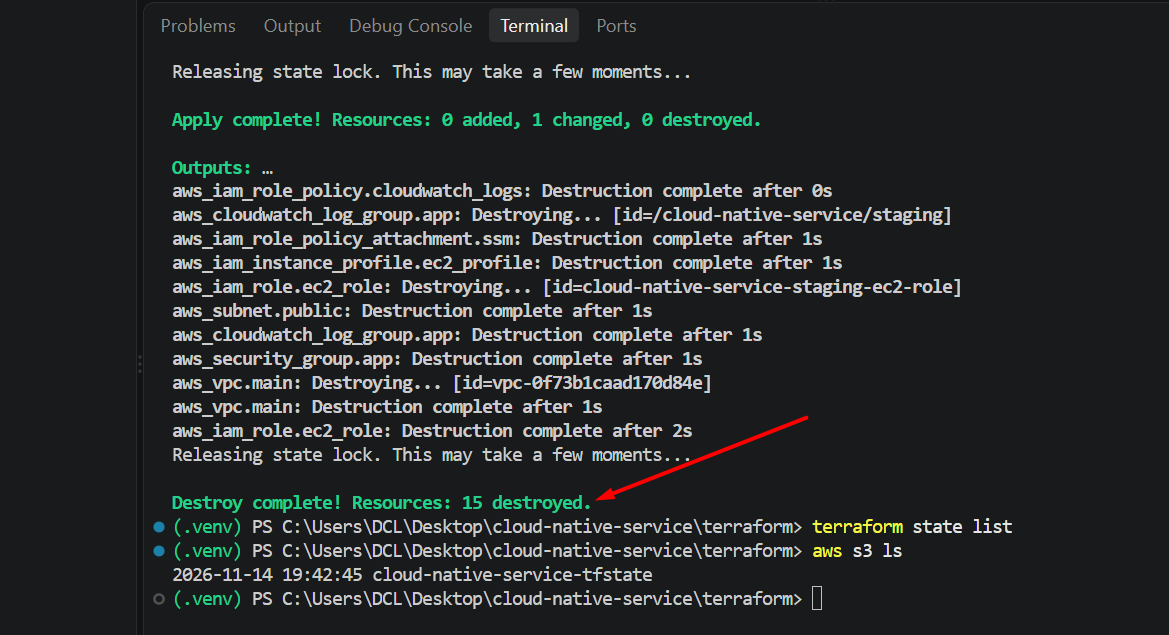 Problems Output Debug Console Terminal Ports
Releasing state lock. This may take a few moments...
Apply complete! Resources: 0 added, 1 changed, 0 destroyed.
Outputs: …
aws_iam_role_policy.cloudwatch_logs: Destruction complete after 0s
aws_cloudwatch_log_group.app: Destroying... [id=/cloud-native-service/staging]
aws_iam_role_policy_attachment.ssm: Destruction complete after 1s
aws_iam_instance_profile.ec2_profile: Destruction complete after 1s
aws_iam_role.ec2_role: Destroying... [id=cloud-native-service-staging-ec2-role]
aws_subnet.public: Destruction complete after 1s
aws_cloudwatch_log_group.app: Destruction complete after 1s
aws_security_group.app: Destruction complete after 1s
aws_vpc.main: Destroying... [id=vpc-0f73b1caad170d84e]
aws_vpc.main: Destruction complete after 1s
aws_iam_role.ec2_role: Destruction complete after 2s
Releasing state lock. This may take a few moments...
Destroy complete! Resources: 15 destroyed.
(.venv) PS C:\Users\DCL\Desktop\cloud-native-service\terraform> terraform state list
(.venv) PS C:\Users\DCL\Desktop\cloud-native-service\terraform> aws s3 ls
2026-11-14 19:42:45 cloud-native-service-tfstate
(.venv) PS C:\Users\DCL\Desktop\cloud-native-service\terraform>